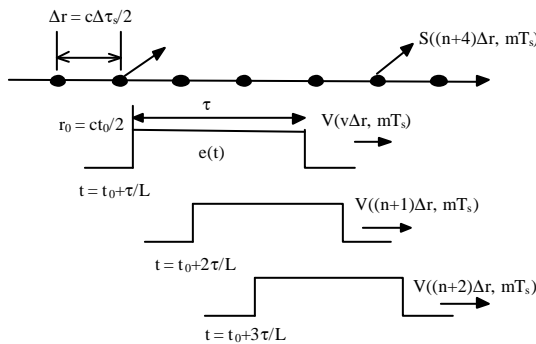 Δr = cΔτs/2
S((n+4)Δr, mTs)
τ
r0 = ct0/2
V(vΔr, mTs)
e(t)
t = t0+τ/L
V((n+1)Δr, mTs)
t = t0+2τ/L
V((n+2)Δr, mTs)
t = t0+3τ/L